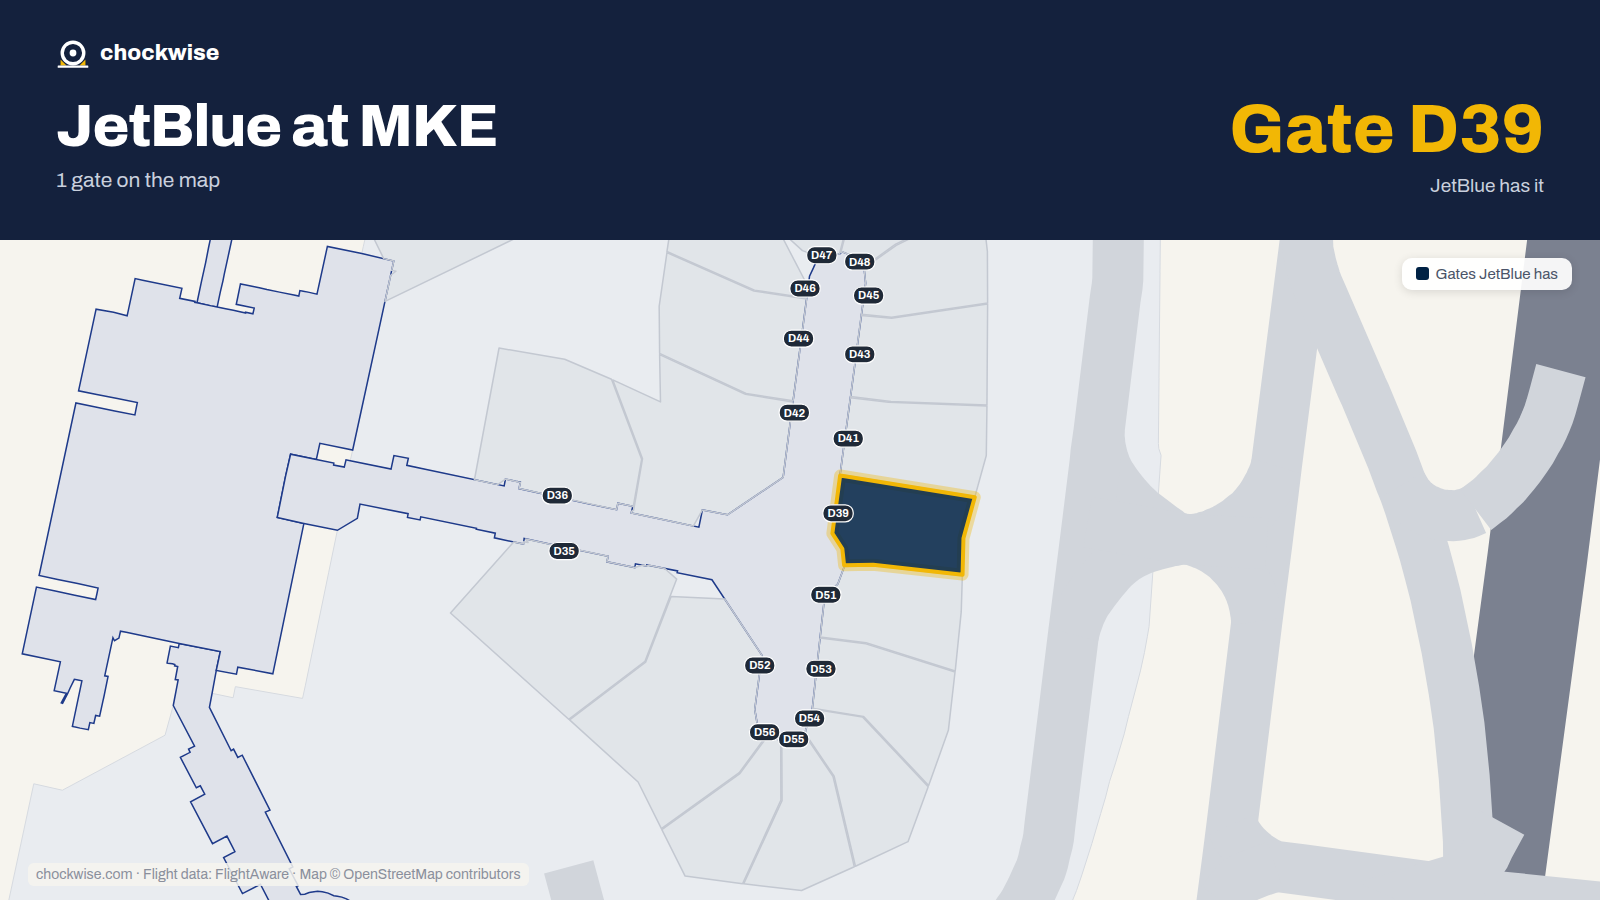 chockwise
JetBlue at MKE
1 gate on the map
Gate D39
JetBlue has it
Gates JetBlue has
D47
D48
D46
D45
D44
D43
D42
D41
D36
D39
D35
D51
D52
D53
D54
D56
D55
chockwise.com · Flight data: FlightAware · Map © OpenStreetMap contributors